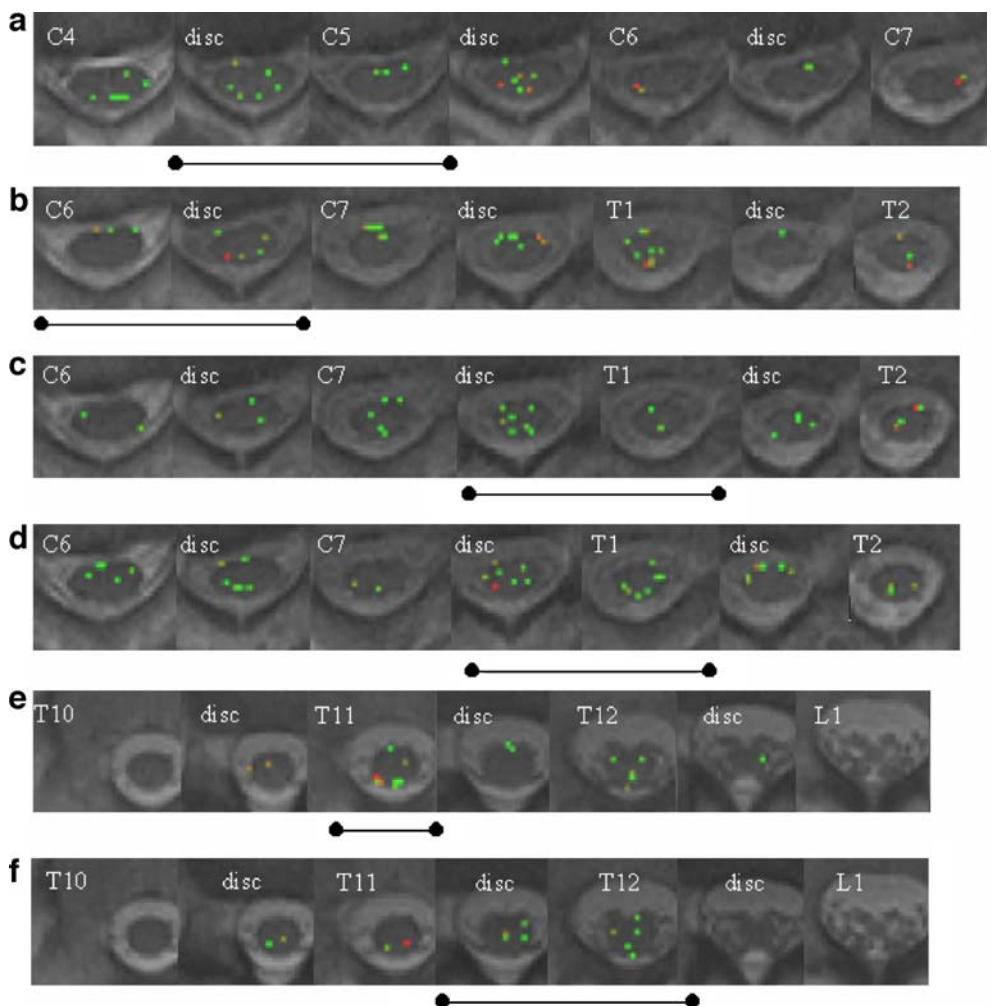 a C4 disc C5 disc C6 disc C7
b C6 disc C7 disc T1 disc T2
c C6 disc C7 disc T1 disc T2
d C6 disc C7 disc T1 disc T2
e T10 disc T11 disc T12 disc L1
f T10 disc T11 disc T12 disc L1